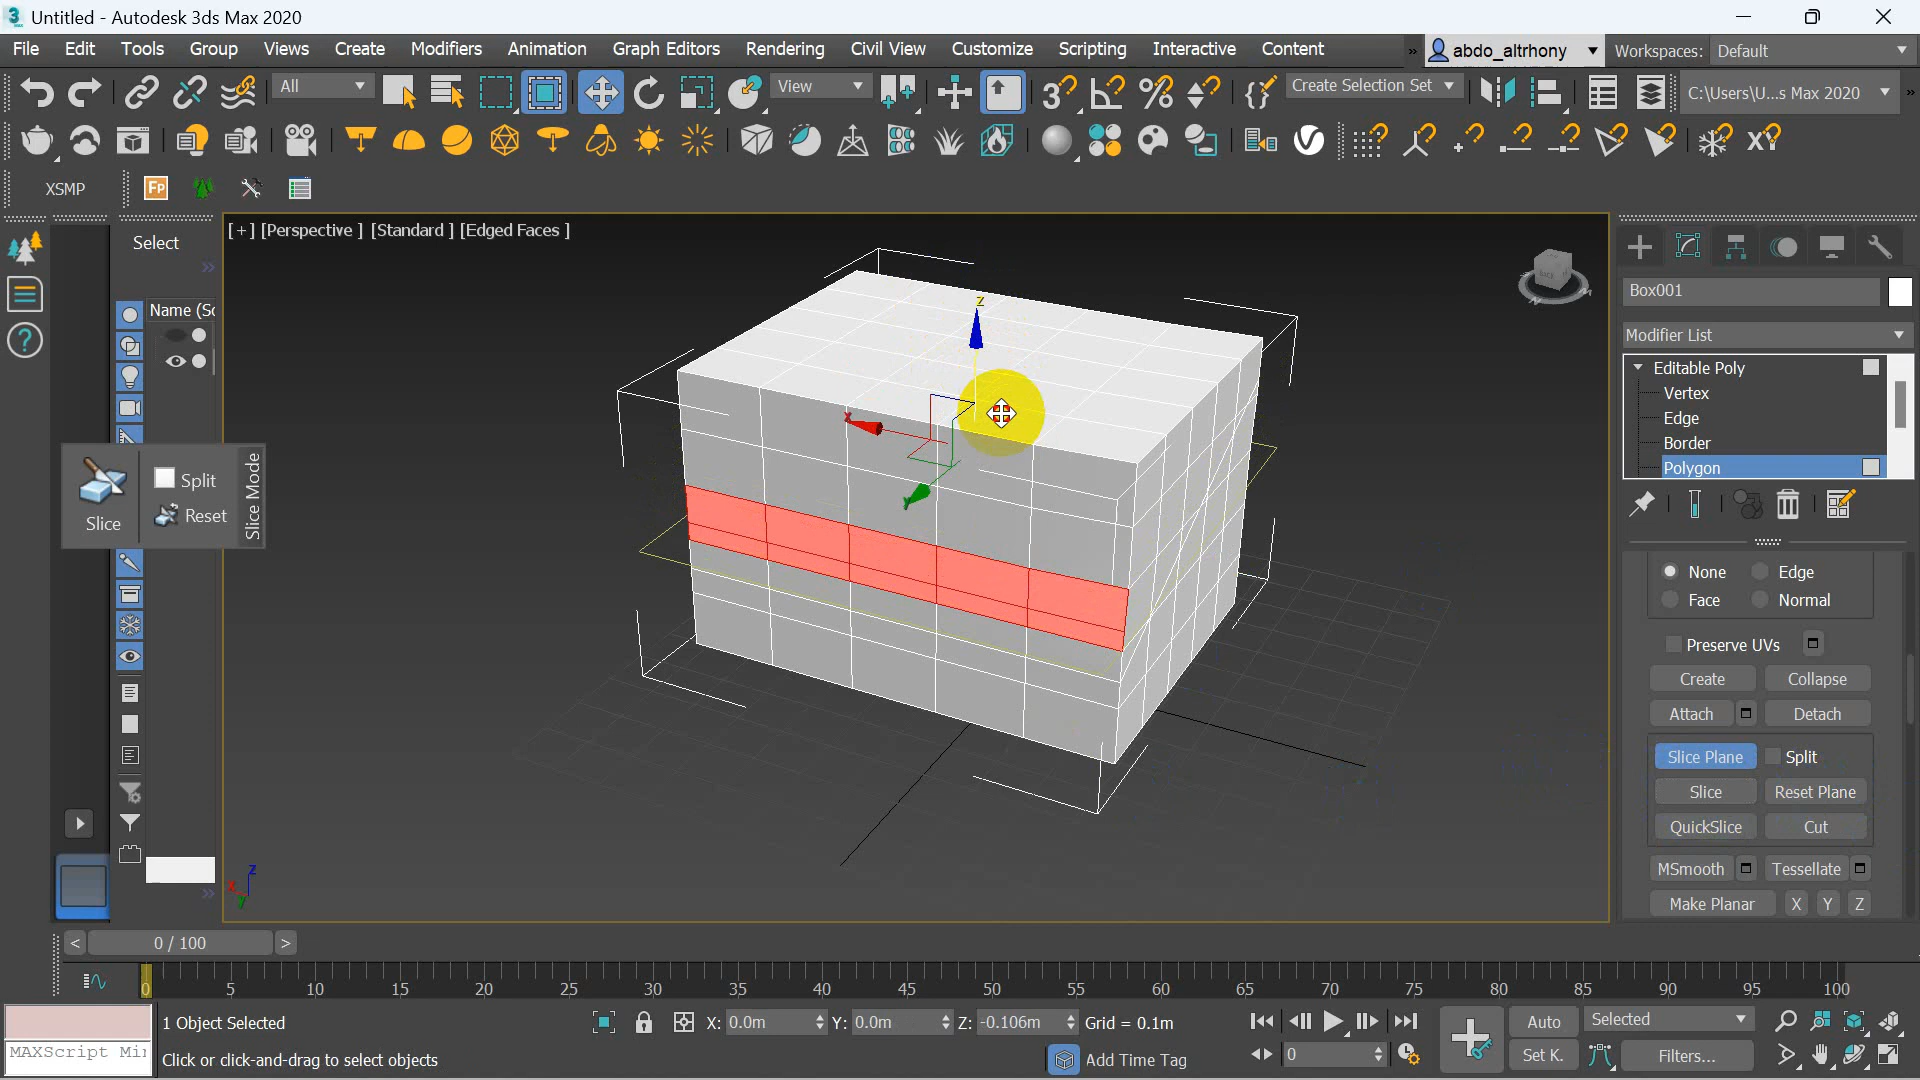 Untitled - Autodesk 3ds Max 2020
File Edit Tools Group Views Create Modifiers Animation Graph Editors Rendering Civil View Customize Scripting Interactive Content
abdo_altrhony
Workspaces: Default
All
View
Create Selection Set
C:\Users\U...s Max 2020
XSMP
Select
[+] [Perspective ] [Standard ] [Edged Faces ]
Name (Sc
Box001
Modifier List
Editable Poly
Vertex
Edge
Border
Polygon
Slice
Split
Reset
Slice Mode
None Edge
Face Normal
Preserve UVs
Create Collapse
Attach Detach
Slice Plane Split
Slice Reset Plane
QuickSlice Cut
MSmooth Tessellate
Make Planar X Y Z
z
x
BACK
z
x
y
< 0 / 100 >
0 5 10 15 20 25 30 35 40 45 50 55 60 65 70 75 80 85 90 95 100
1 Object Selected
X: 0.0m Y: 0.0m Z: -0.106m Grid = 0.1m
Auto Selected
MAXScript Mi
Click or click-and-drag to select objects
Add Time Tag
0
Set K. Filters...